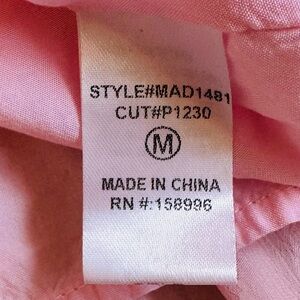 STYLE#MAD1481
CUT#P1230
M
MADE IN CHINA
RN #:158996